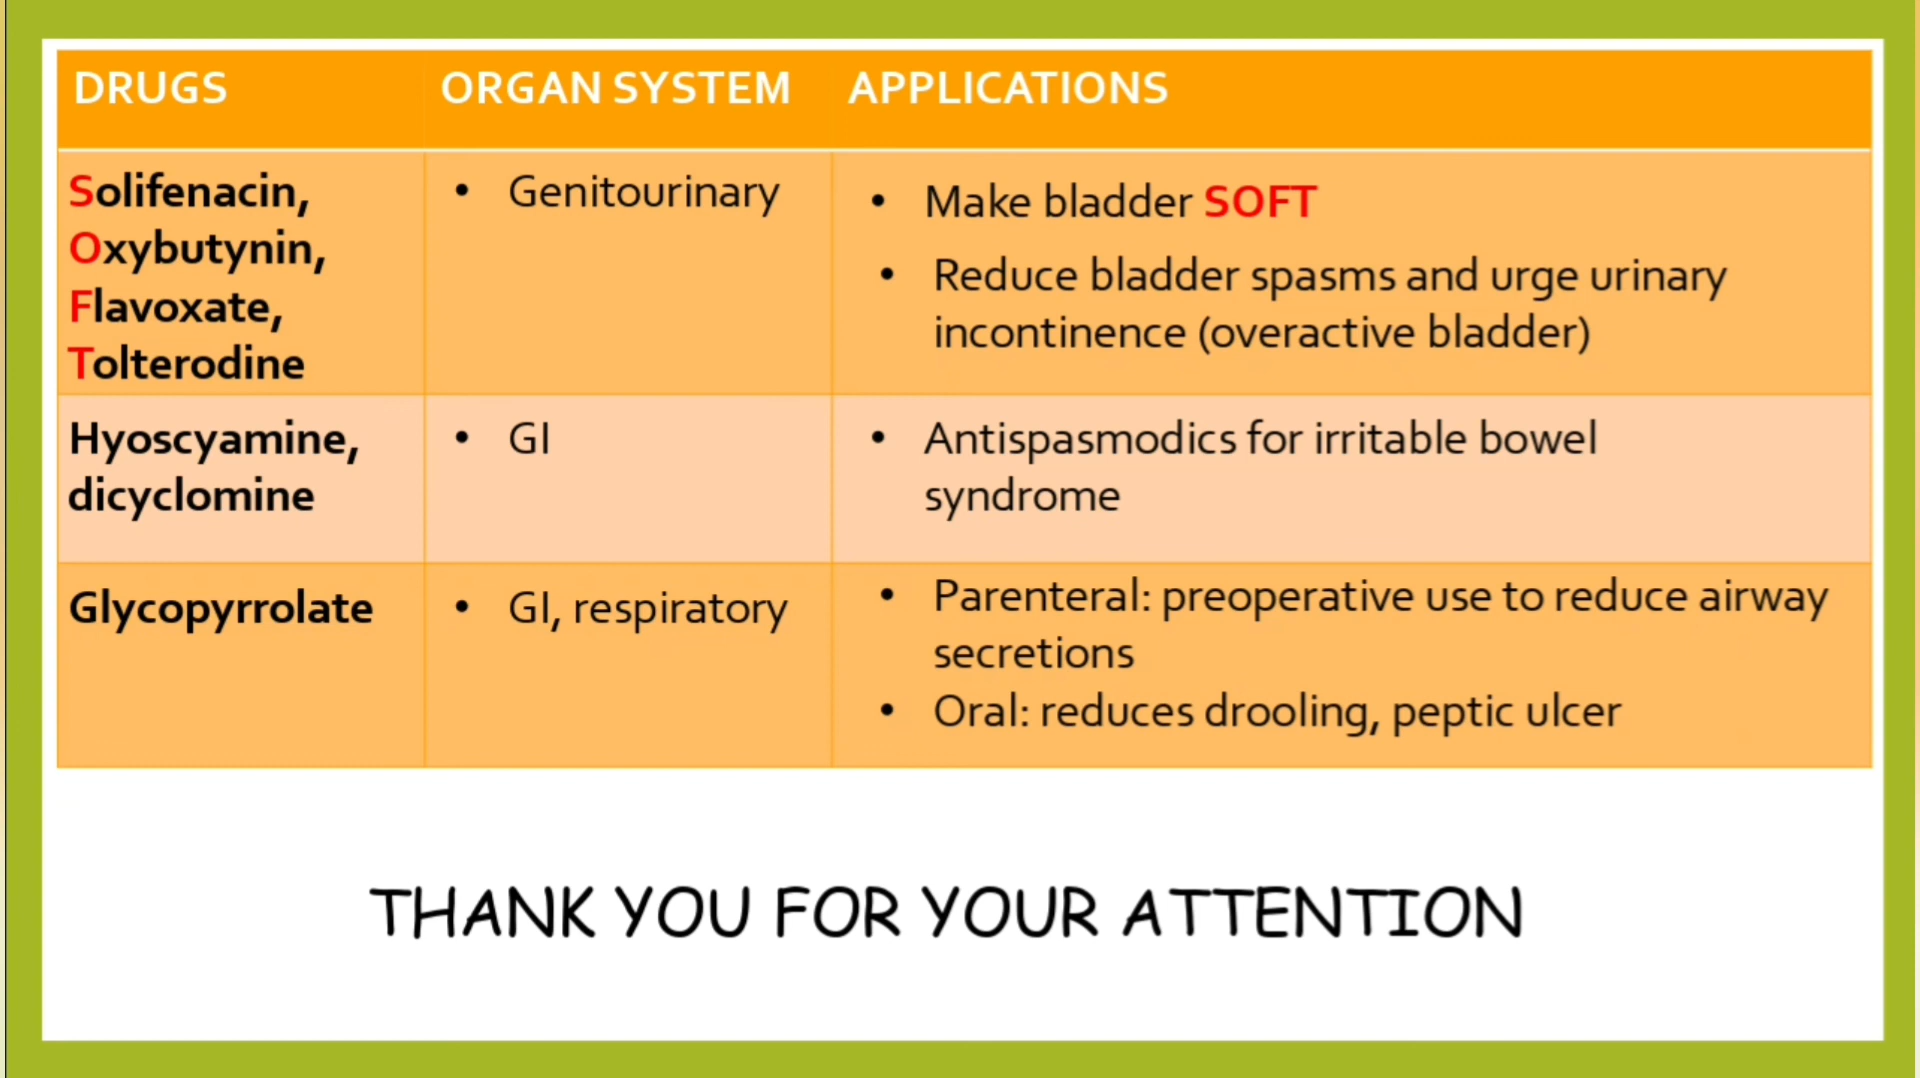 DRUGS ORGAN SYSTEM APPLICATIONS
Solifenacin,
Oxybutynin,
Flavoxate,
Tolterodine
• Genitourinary
• Make bladder SOFT
• Reduce bladder spasms and urge urinary
incontinence (overactive bladder)
Hyoscyamine,
dicyclomine
• GI
• Antispasmodics for irritable bowel
syndrome
Glycopyrrolate
• GI, respiratory
• Parenteral: preoperative use to reduce airway
secretions
• Oral: reduces drooling, peptic ulcer
THANK YOU FOR YOUR ATTENTION